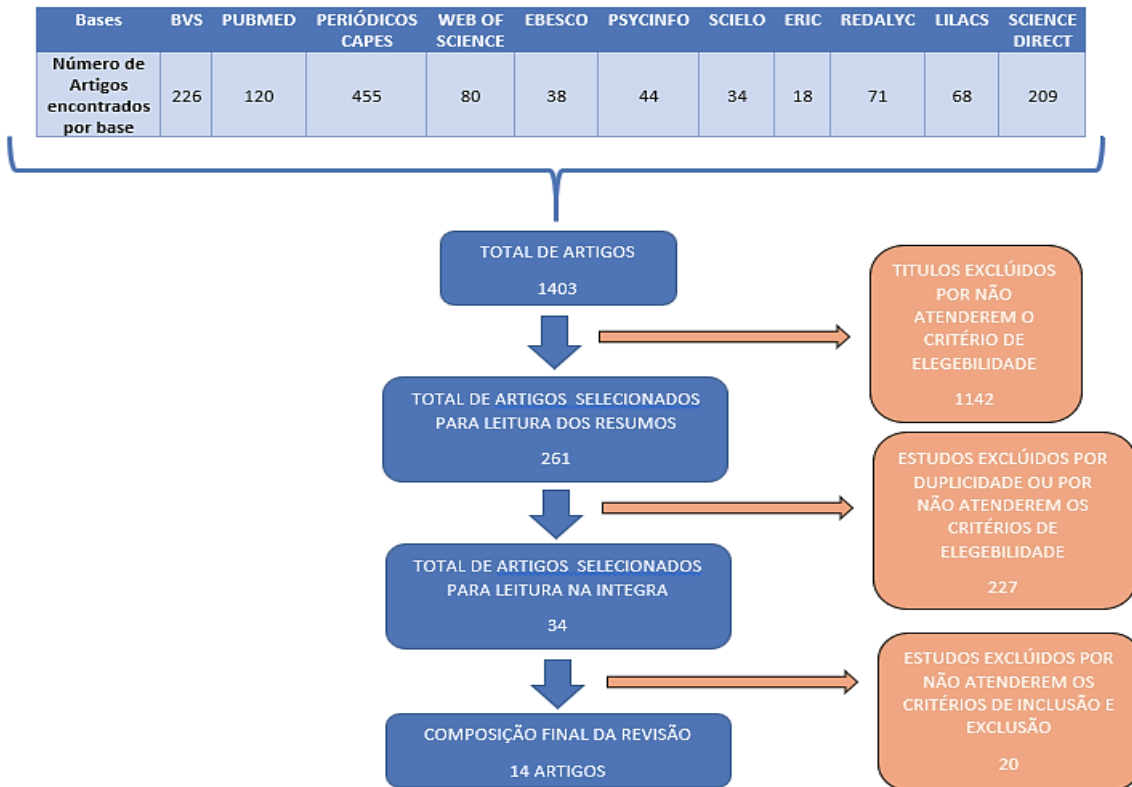 Bases BVS PUBMED PERIÓDICOS CAPES WEB OF SCIENCE EBESCO PSYCINFO SCIELO ERIC REDALYC LILACS SCIENCE DIRECT
Número de Artigos encontrados por base 226 120 455 80 38 44 34 18 71 68 209
TOTAL DE ARTIGOS
1403
TITULOS EXCLÚIDOS
POR NÃO
ATENDEREM O
CRITÉRIO DE
ELEGEBILIDADE
1142
TOTAL DE ARTIGOS SELECIONADOS
PARA LEITURA DOS RESUMOS
261
ESTUDOS EXCLÚIDOS POR
DUPLICIDADE OU POR
NÃO ATENDEREM OS
CRITÉRIOS DE
ELEGEBILIDADE
227
TOTAL DE ARTIGOS SELECIONADOS
PARA LEITURA NA INTEGRA
34
ESTUDOS EXCLÚIDOS POR
NÃO ATENDEREM OS
CRITÉRIOS DE INCLUSÃO E
EXCLUSÃO
20
COMPOSIÇÃO FINAL DA REVISÃO
14 ARTIGOS